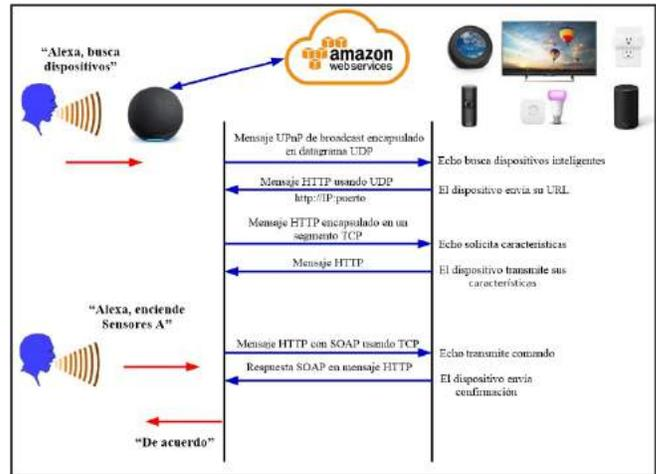 “Alexa, busca
dispositivos”
amazon
webservices
Mensaje UPnP de broadcast encapsulado
en datagrama UDP
Echo busca dispositivos inteligentes
Mensaje HTTP usando UDP
http://IP:puerto
El dispositivo envía su URL
Mensaje HTTP encapsulado en un
segmento TCP
Echo solicita características
Mensaje HTTP
El dispositivo transmite sus
características
“Alexa, enciende
Sensores A”
Mensaje HTTP con SOAP usando TCP
Echo transmite comando
Respuesta SOAP en mensaje HTTP
El dispositivo envía
confirmación
“De acuerdo”